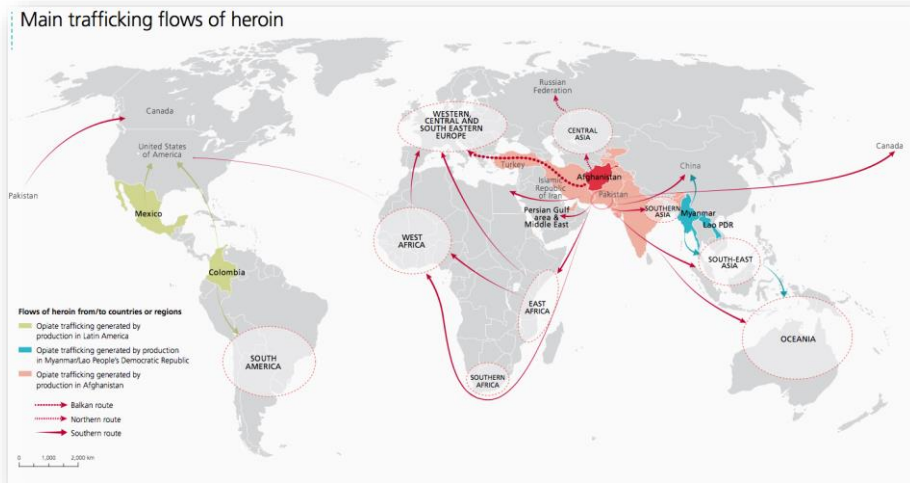 Main trafficking flows of heroin
Canada
United States
of America
Pakistan
Mexico
Colombia
SOUTH
AMERICA
WESTERN,
CENTRAL AND
SOUTH EASTERN
EUROPE
Russian
Federation
CENTRAL
ASIA
Turkey
Islamic
Republic
of Iran
Afghanistan
Pakistan
Persian Gulf
area &
Middle East
China
Canada
SOUTHERN
ASIA
Myanmar
Lao PDR
SOUTH-EAST
ASIA
WEST
AFRICA
EAST
AFRICA
SOUTHERN
AFRICA
OCEANIA
Flows of heroin from/to countries or regions
Opiate trafficking generated by
production in Latin America
Opiate trafficking generated by production
in Myanmar/Lao People's Democratic Republic
Opiate trafficking generated by
production in Afghanistan
Balkan route
Northern route
Southern route
0 1,000 2,000 km